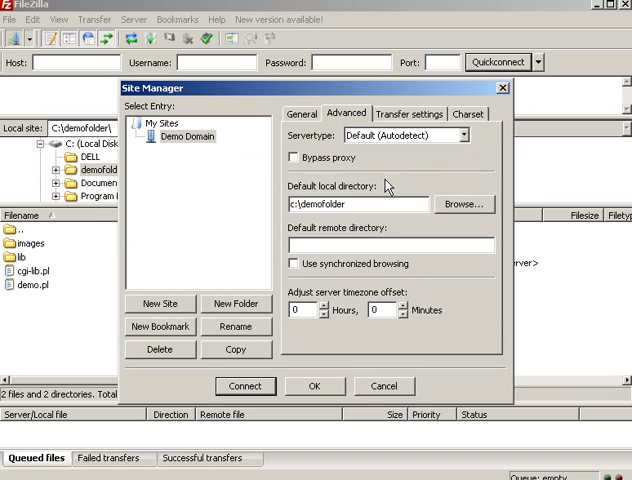 FileZilla
File Edit View Transfer Server Bookmarks Help New version available!
Host: Username: Password: Port: Quickconnect
Site Manager
Select Entry:
My Sites
Demo Domain
General Advanced Transfer settings Charset
Servertype: Default (Autodetect)
Bypass proxy
Default local directory:
c:\demofolder Browse...
Default remote directory:
Use synchronized browsing
Adjust server timezone offset:
0 Hours, 0 Minutes
New Site New Folder
New Bookmark Rename
Delete Copy
Connect OK Cancel
Local site: C:\demofolder\
C: (Local Disk
DELL
demofold
Documen
Program
Filename
Filesize Filetyp
..
images
lib
cgi-lib.pl
demo.pl
erver>
2 files and 2 directories. Total
Server/Local file Direction Remote file Size Priority Status
Queued files Failed transfers Successful transfers
Queue: empty